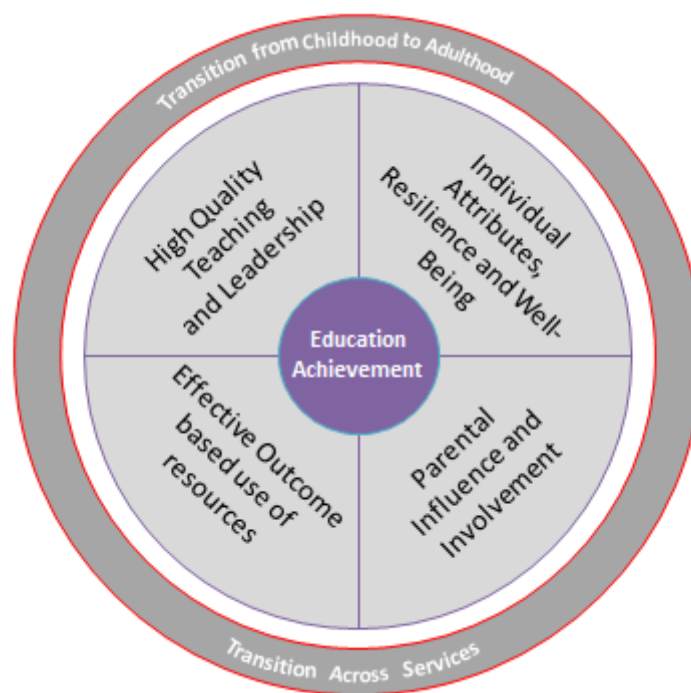 Transition from Childhood to Adulthood
High Quality
Teaching
and Leadership
Individual
Attributes,
Resilience and Well-
Being
Education
Achievement
Effective Outcome
based use of
resources
Parental
Influence and
Involvement
Transition Across Services